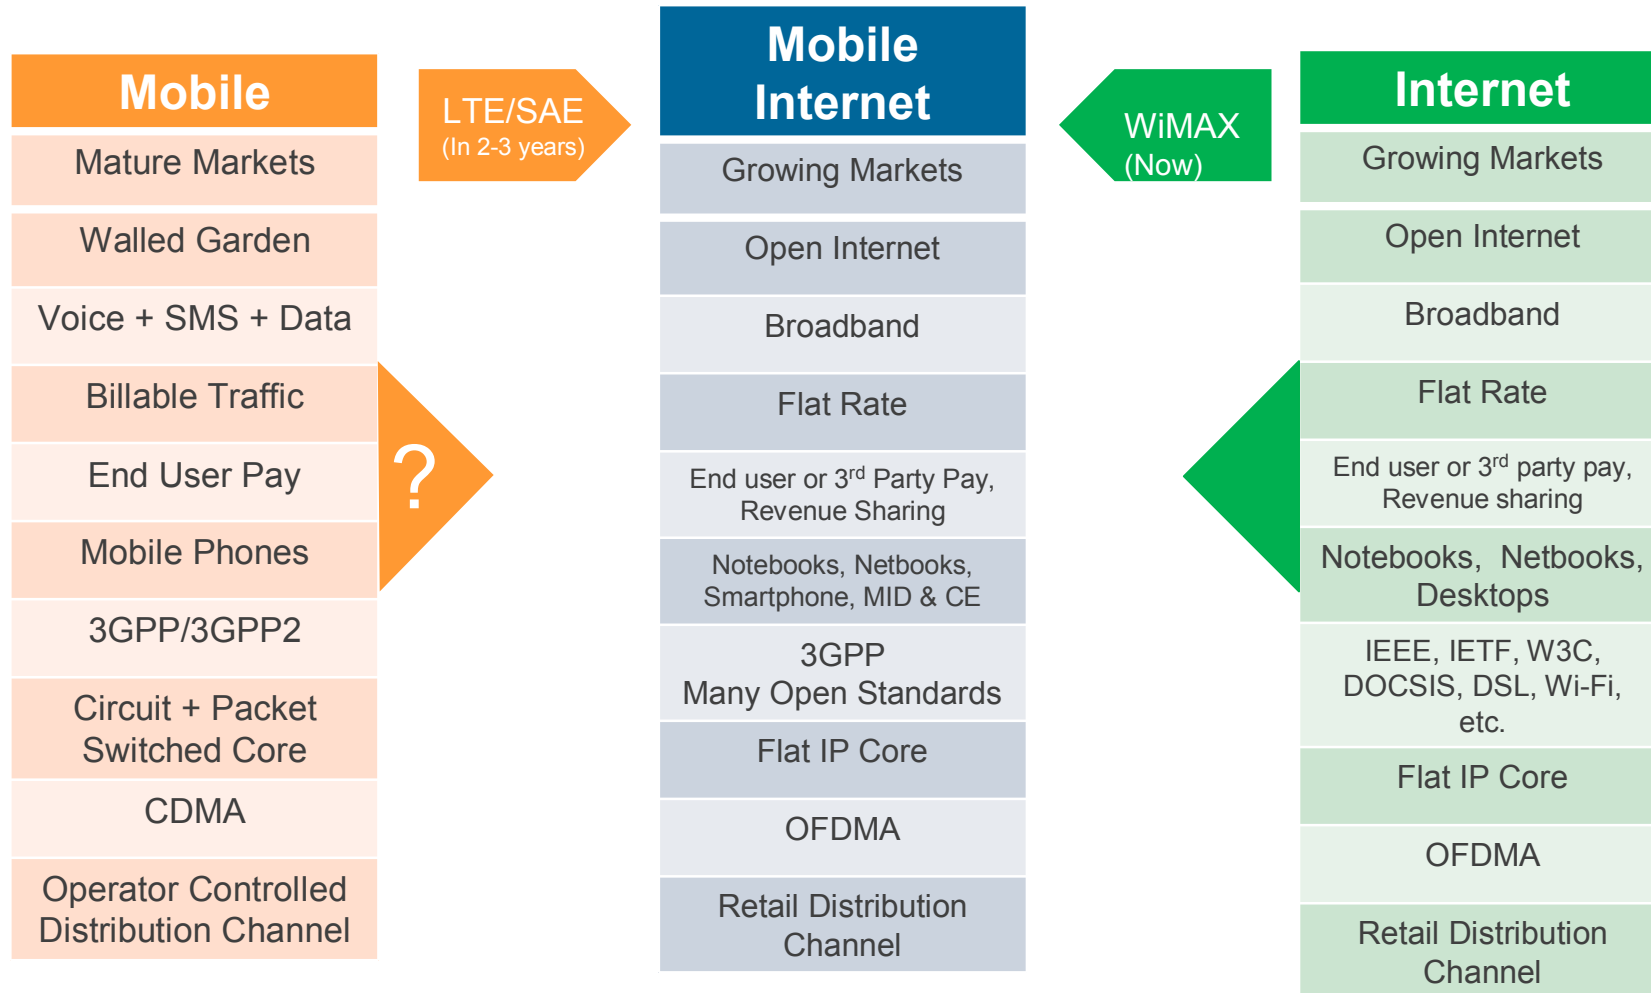 Mobile
Mature Markets
Walled Garden
Voice + SMS + Data
Billable Traffic
End User Pay
Mobile Phones
3GPP/3GPP2
Circuit + Packet
Switched Core
CDMA
Operator Controlled
Distribution Channel
LTE/SAE
(In 2-3 years)
?
Mobile
Internet
Growing Markets
Open Internet
Broadband
Flat Rate
End user or 3rd Party Pay,
Revenue Sharing
Notebooks, Netbooks,
Smartphone, MID & CE
3GPP
Many Open Standards
Flat IP Core
OFDMA
Retail Distribution
Channel
WiMAX
(Now)
Internet
Growing Markets
Open Internet
Broadband
Flat Rate
End user or 3rd party pay,
Revenue sharing
Notebooks, Netbooks,
Desktops
IEEE, IETF, W3C,
DOCSIS, DSL, Wi-Fi,
etc.
Flat IP Core
OFDMA
Retail Distribution
Channel